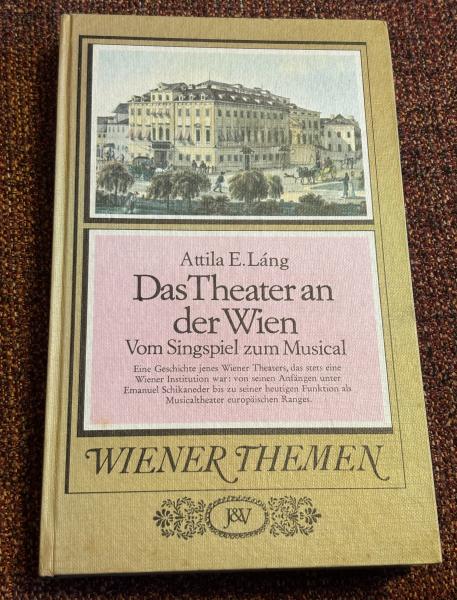 Attila E. Láng
Das Theater an
der Wien
Vom Singspiel zum Musical
Eine Geschichte jenes Wiener Theaters, das stets eine
Wiener Institution war: von seinen Anfängen unter
Emanuel Schikaneder bis zu seiner heutigen Funktion als
Musicaltheater europäischen Ranges.
WIENER THEMEN
J&V